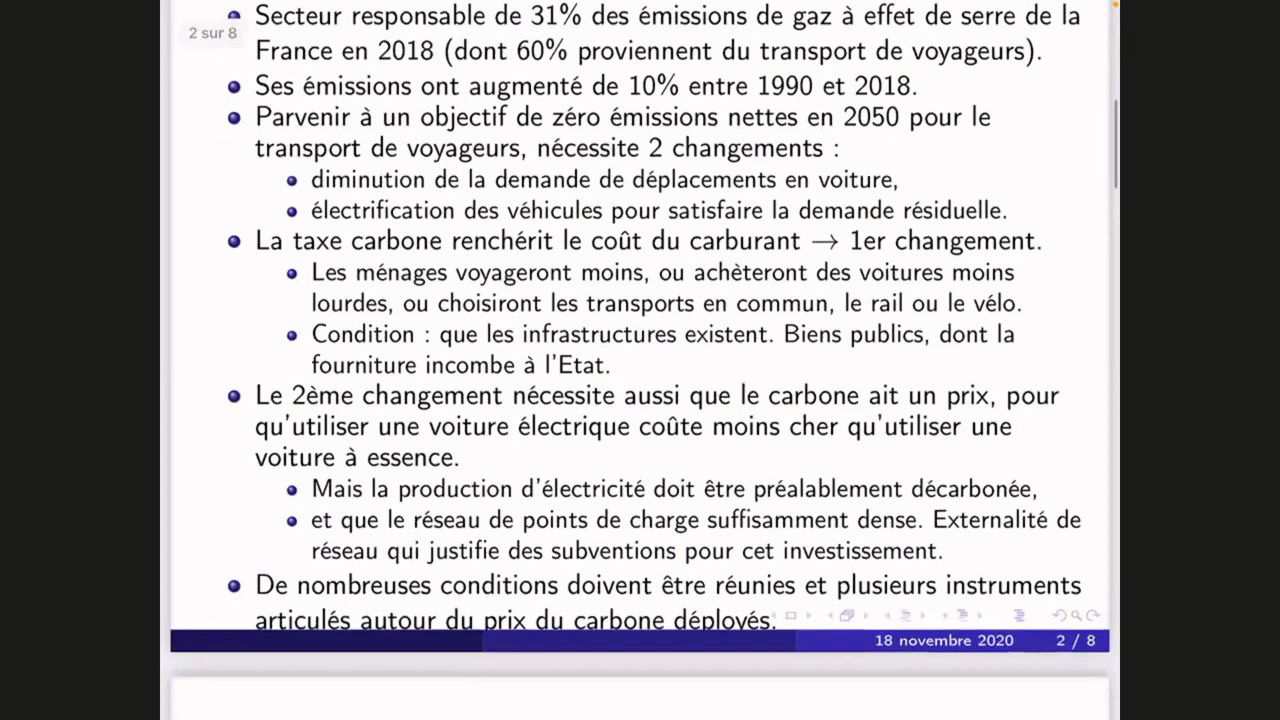 Secteur responsable de 31% des émissions de gaz à effet de serre de la
2 sur 8
France en 2018 (dont 60% proviennent du transport de voyageurs).
Ses émissions ont augmenté de 10% entre 1990 et 2018.
Parvenir à un objectif de zéro émissions nettes en 2050 pour le
transport de voyageurs, nécessite 2 changements :
diminution de la demande de déplacements en voiture,
électrification des véhicules pour satisfaire la demande résiduelle.
La taxe carbone renchérit le coût du carburant → 1er changement.
Les ménages voyageront moins, ou achèteront des voitures moins
lourdes, ou choisiront les transports en commun, le rail ou le vélo.
Condition : que les infrastructures existent. Biens publics, dont la
fourniture incombe à l'Etat.
Le 2ème changement nécessite aussi que le carbone ait un prix, pour
qu'utiliser une voiture électrique coûte moins cher qu'utiliser une
voiture à essence.
Mais la production d'électricité doit être préalablement décarbonée,
et que le réseau de points de charge suffisamment dense. Externalité de
réseau qui justifie des subventions pour cet investissement.
De nombreuses conditions doivent être réunies et plusieurs instruments
articulés autour du prix du carbone déployés.
18 novembre 2020 2 / 8